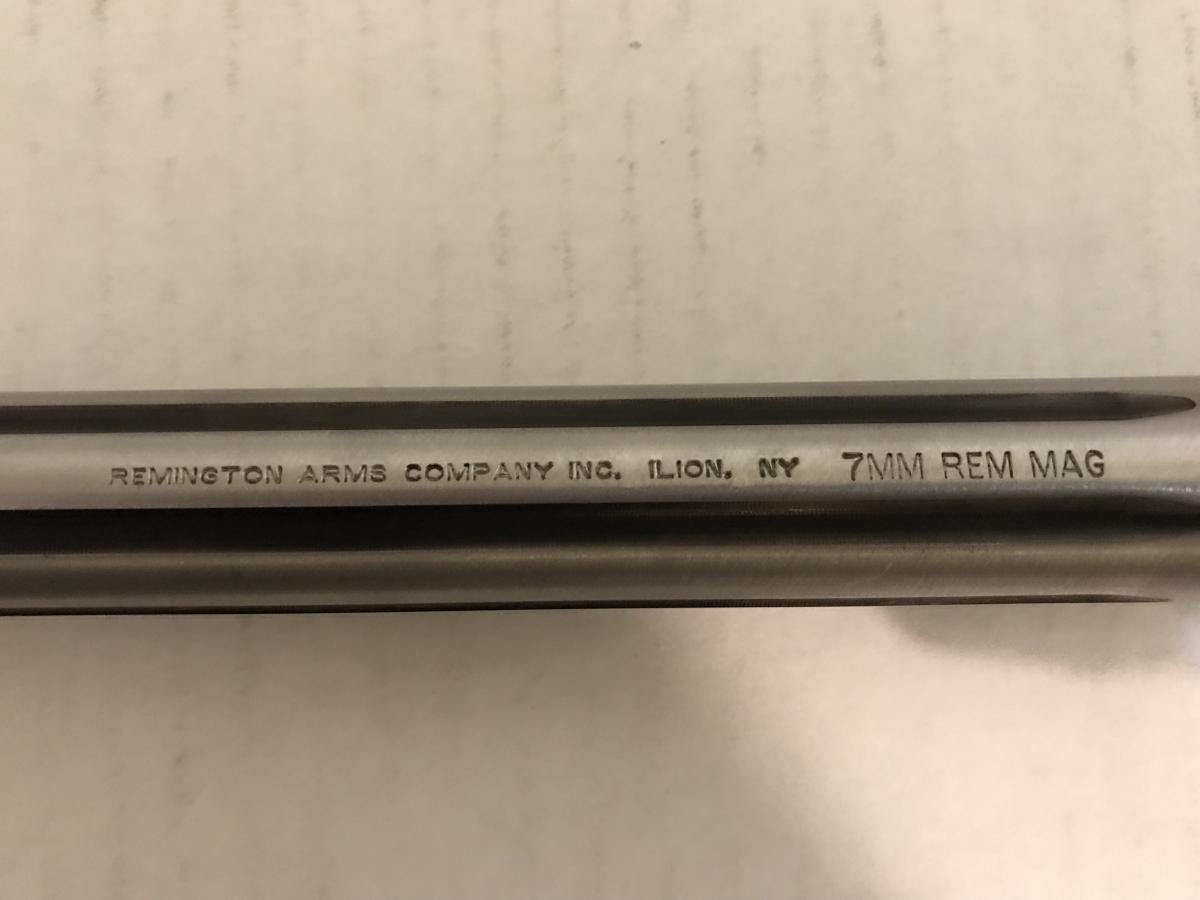 REMINGTON ARMS COMPANY INC. ILION, NY 7MM REM MAG